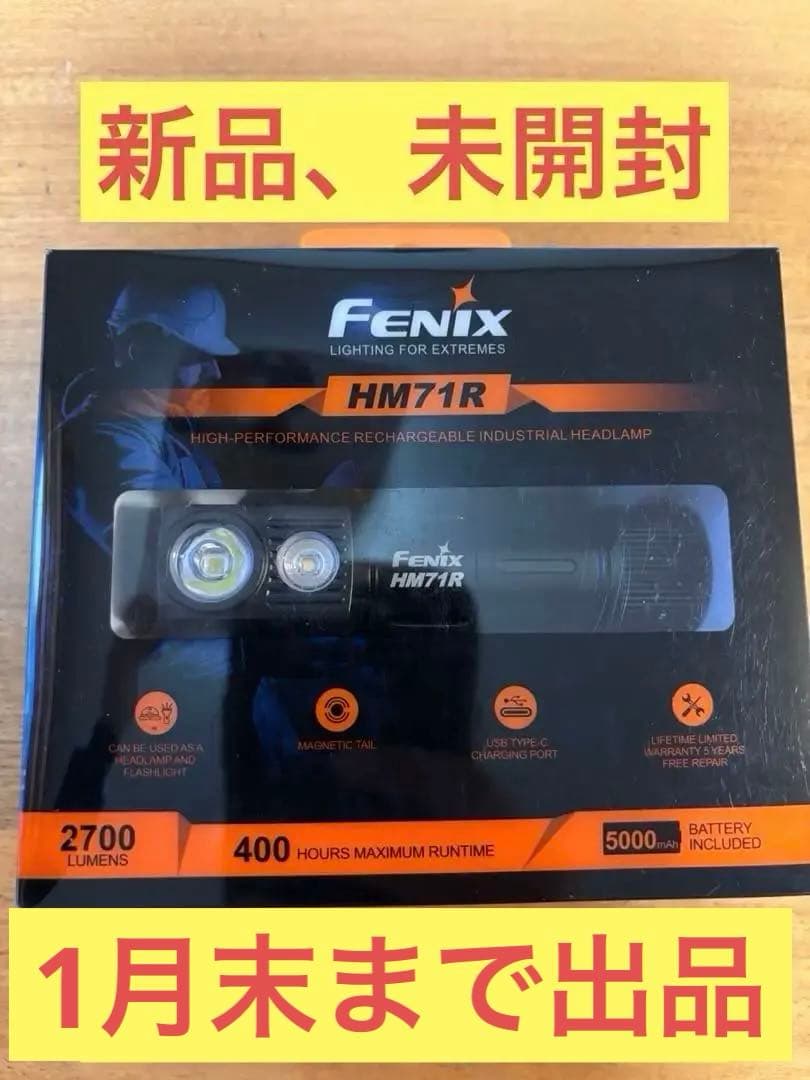 新品、未開封
FENIX
LIGHTING FOR EXTREMES
HM71R
HIGH-PERFORMANCE RECHARGEABLE INDUSTRIAL HEADLAMP
FENIX
HM71R
CAN BE USED AS A
HEADLAMP AND
FLASHLIGHT
MAGNETIC TAIL
USB TYPE-C
CHARGING PORT
LIFETIME LIMITED
WARRANTY 5 YEARS
FREE REPAIR
2700
LUMENS
400 HOURS MAXIMUM RUNTIME
5000mAh BATTERY
INCLUDED
1月末まで出品